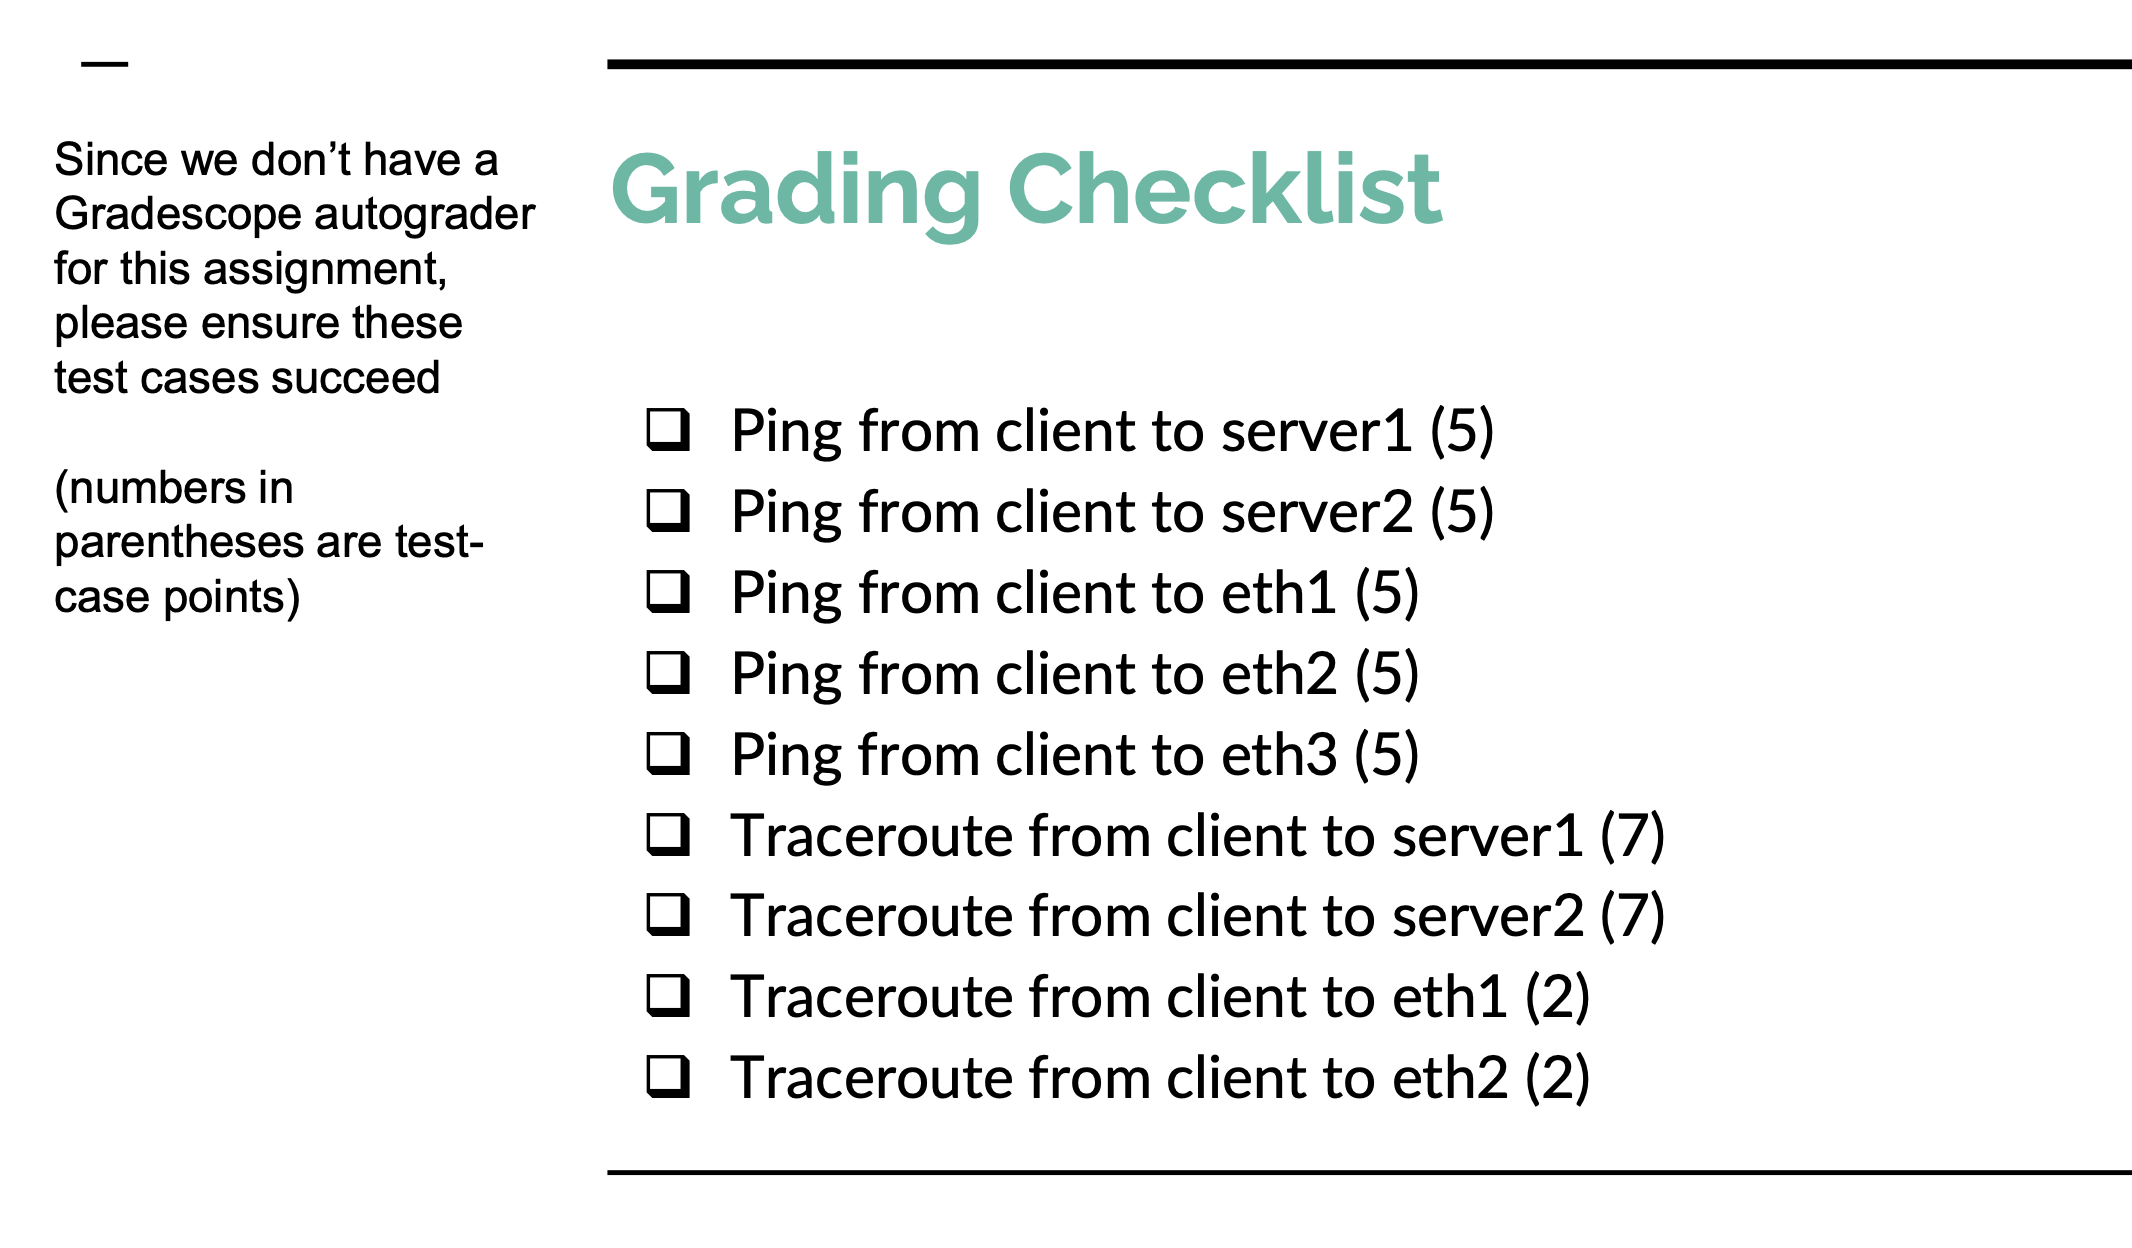 Since we don’t have a
Gradescope autograder
for this assignment,
please ensure these
test cases succeed
(numbers in
parentheses are test-
case points)
Grading Checklist
Ping from client to server1 (5)
Ping from client to server2 (5)
Ping from client to eth1 (5)
Ping from client to eth2 (5)
Ping from client to eth3 (5)
Traceroute from client to server1 (7)
Traceroute from client to server2 (7)
Traceroute from client to eth1 (2)
Traceroute from client to eth2 (2)